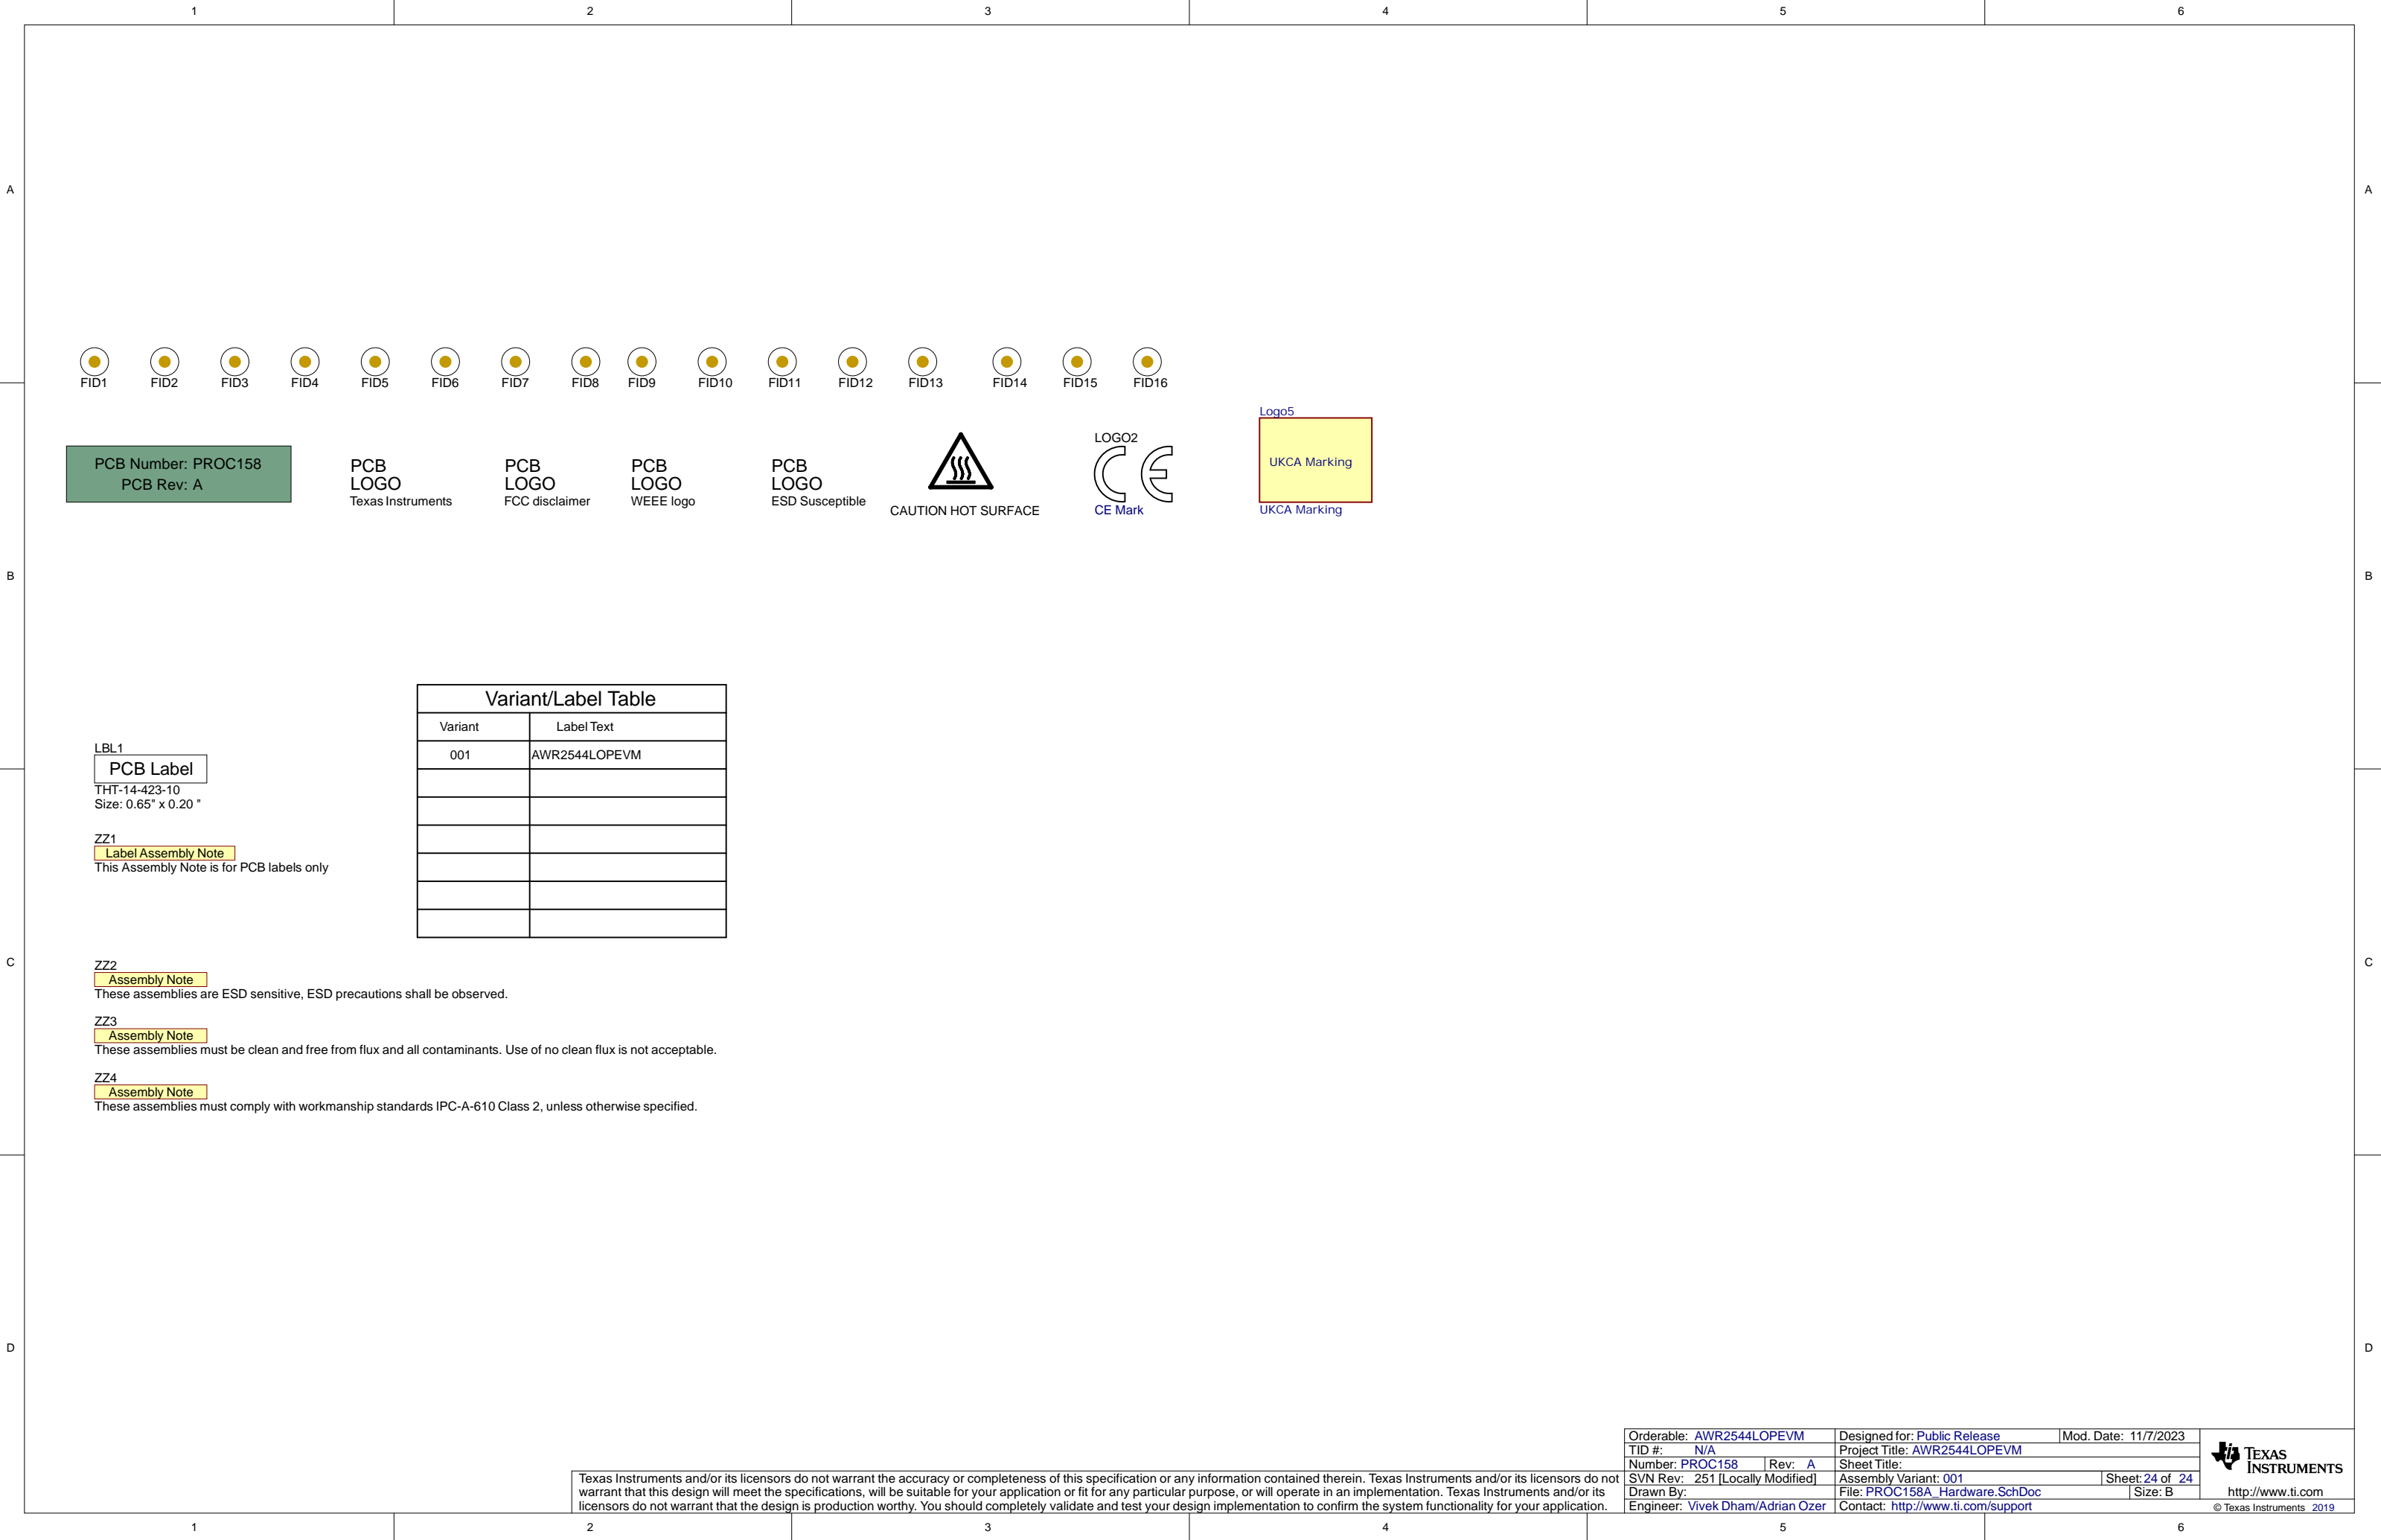 1 2 3 4 5 6
A A
FID1 FID2 FID3 FID4 FID5 FID6 FID7 FID8 FID9 FID10 FID11 FID12 FID13 FID14 FID15 FID16
PCB Number: PROC158
PCB Rev: A
PCB
LOGO
Texas Instruments
PCB
LOGO
FCC disclaimer
PCB
LOGO
WEEE logo
PCB
LOGO
ESD Susceptible
CAUTION HOT SURFACE
LOGO2
CE
CE Mark
Logo5
UKCA Marking
UKCA Marking
B B
Variant/Label Table
Variant Label Text
001 AWR2544LOPEVM
LBL1
PCB Label
THT-14-423-10
Size: 0.65" x 0.20 "
ZZ1
Label Assembly Note
This Assembly Note is for PCB labels only
C C
ZZ2
Assembly Note
These assemblies are ESD sensitive, ESD precautions shall be observed.
ZZ3
Assembly Note
These assemblies must be clean and free from flux and all contaminants. Use of no clean flux is not acceptable.
ZZ4
Assembly Note
These assemblies must comply with workmanship standards IPC-A-610 Class 2, unless otherwise specified.
D D
Texas Instruments and/or its licensors do not warrant the accuracy or completeness of this specification or any information contained therein. Texas Instruments and/or its licensors do not
warrant that this design will meet the specifications, will be suitable for your application or fit for any particular purpose, or will operate in an implementation. Texas Instruments and/or its
licensors do not warrant that the design is production worthy. You should completely validate and test your design implementation to confirm the system functionality for your application.
Orderable: AWR2544LOPEVM Designed for: Public Release Mod. Date: 11/7/2023
TID #: N/A Project Title: AWR2544LOPEVM
Number: PROC158 Rev: A Sheet Title:
SVN Rev: 251 [Locally Modified] Assembly Variant: 001 Sheet: 24 of 24
Drawn By: File: PROC158A_Hardware.SchDoc Size: B
Engineer: Vivek Dham/Adrian Ozer Contact: http://www.ti.com/support
TEXAS
INSTRUMENTS
http://www.ti.com
© Texas Instruments 2019
1 2 3 4 5 6